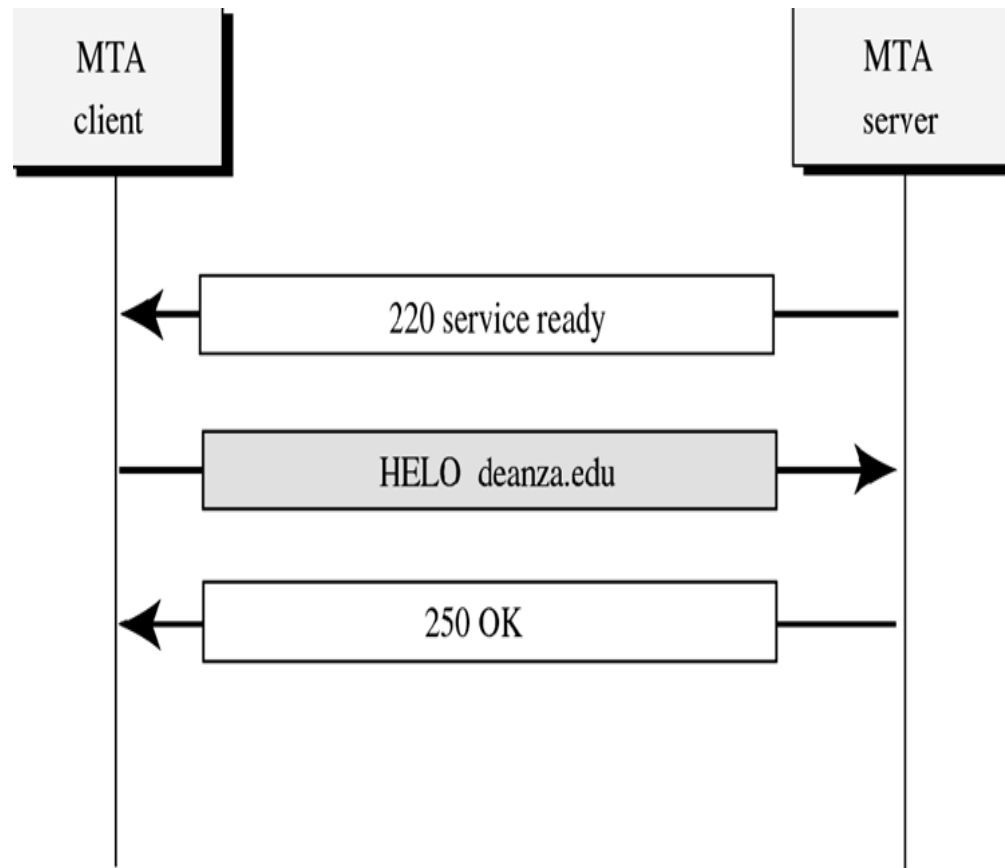 MTA
client
MTA
server
220 service ready
HELO deanza.edu
250 OK